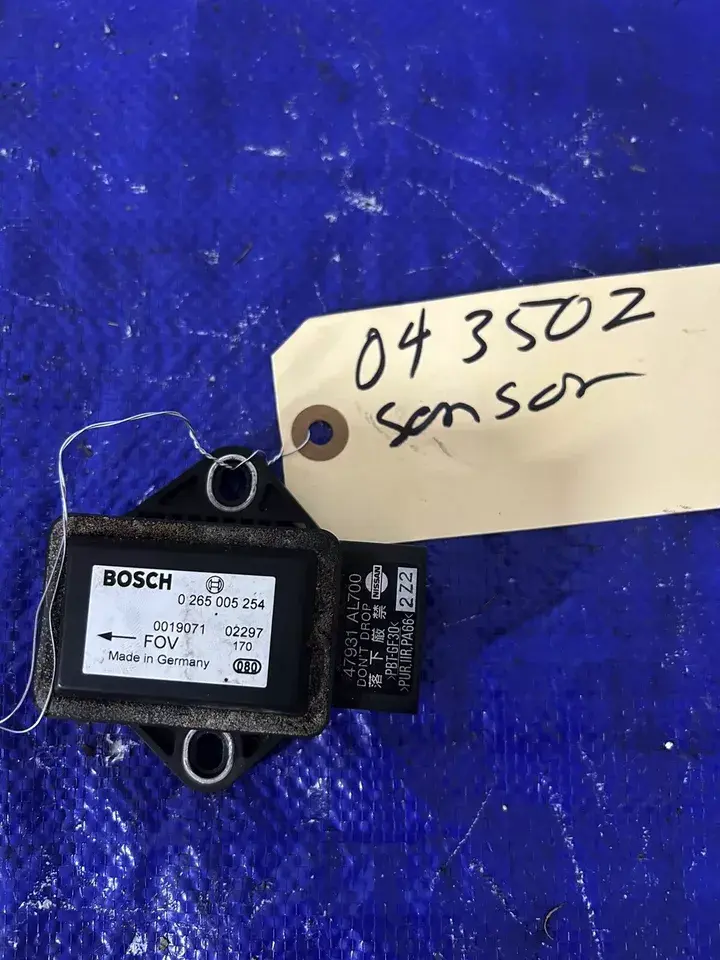 04 3502
sensor
BOSCH
0 265 005 254
0019071 02297
← FOV 170
Made in Germany 080
47931 AL700
DON'T DROP NISSAN
落下厳禁
>PBT-GF30<
>PUR,IIR,PA66< 2Z2